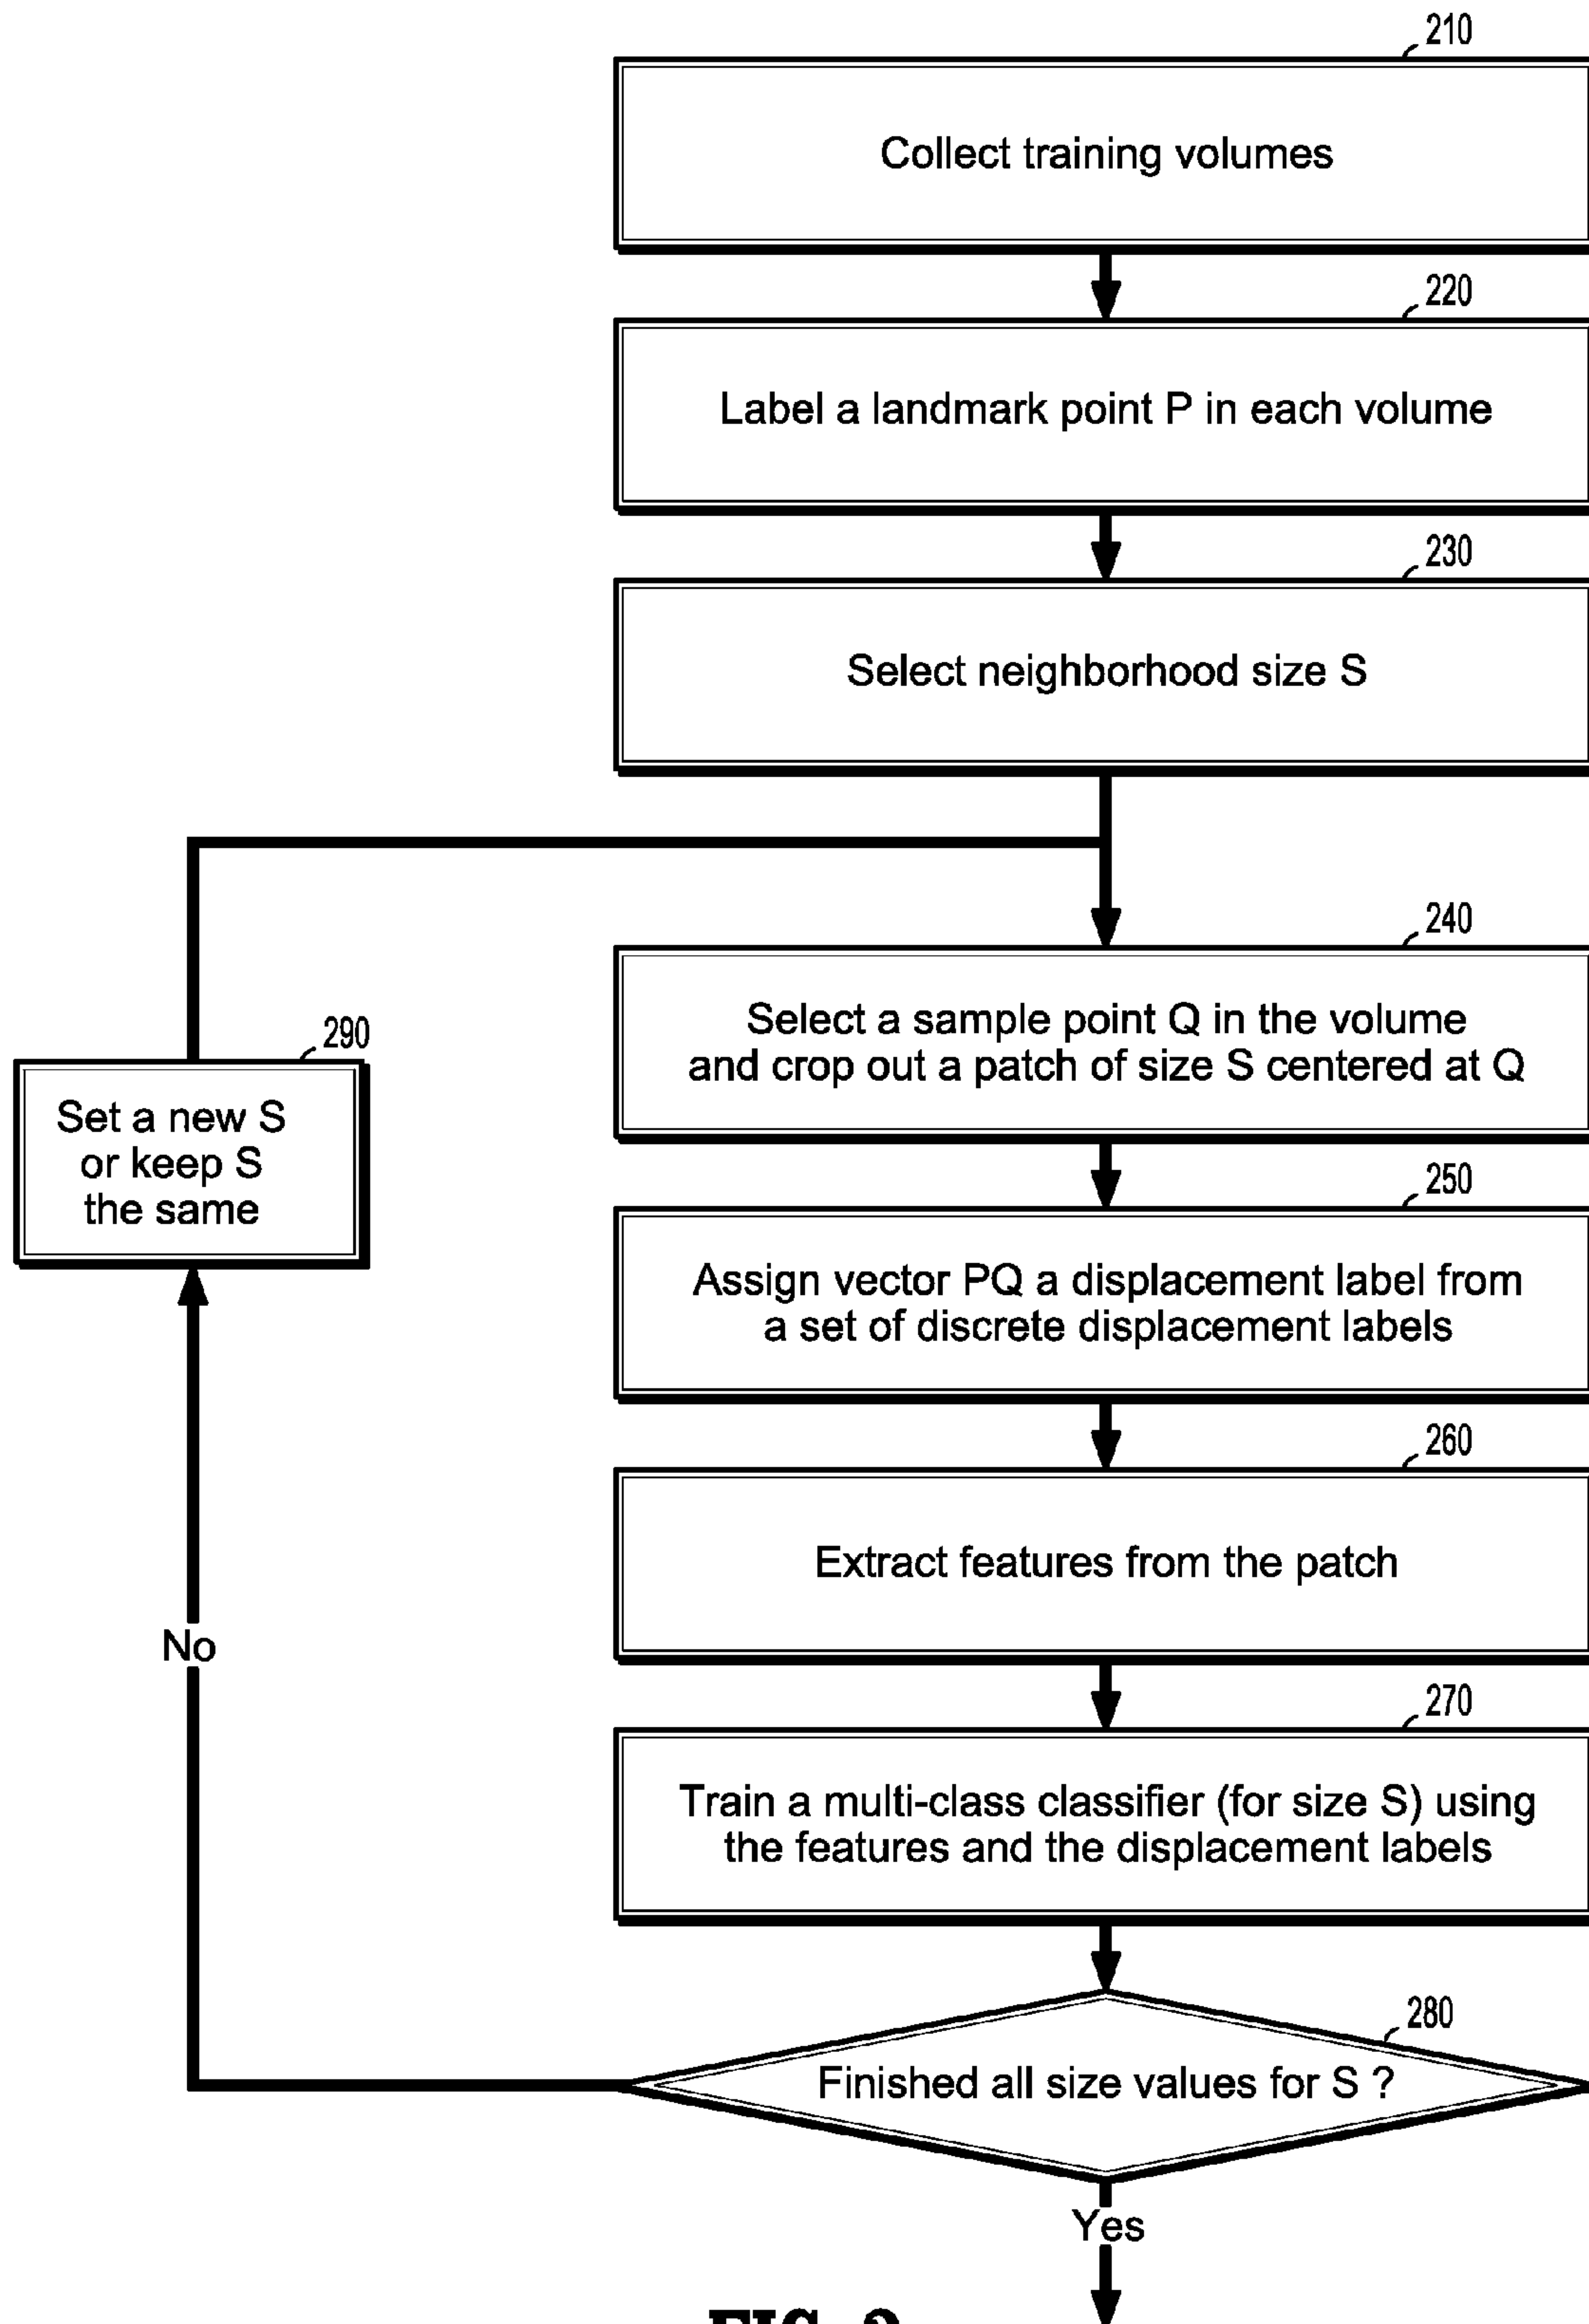 210
Collect training volumes
220
Label a landmark point P in each volume
230
Select neighborhood size S
240
Select a sample point Q in the volume
and crop out a patch of size S centered at Q
290
Set a new S
or keep S
the same
250
Assign vector PQ a displacement label from
a set of discrete displacement labels
260
Extract features from the patch
No
270
Train a multi-class classifier (for size S) using
the features and the displacement labels
280
Finished all size values for S ?
Yes
FIG. 2